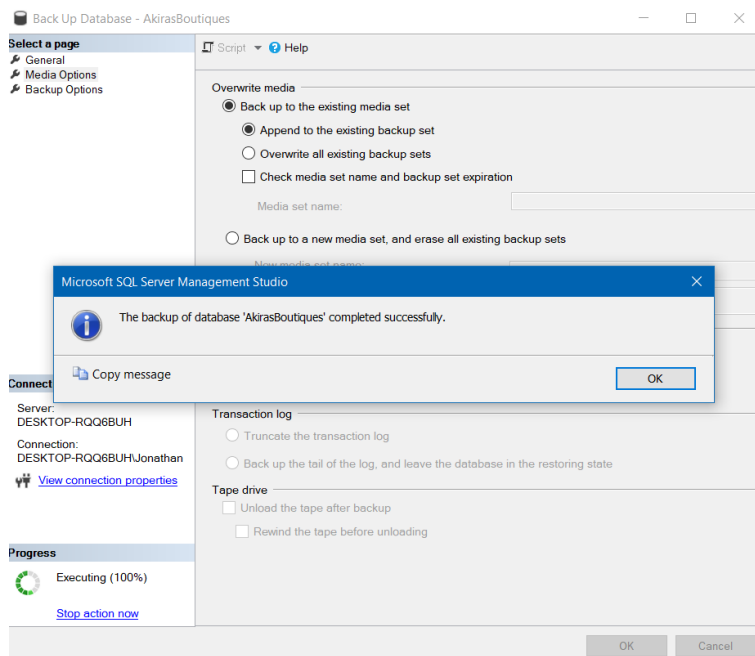 Back Up Database - AkirasBoutiques
Select a page
General
Media Options
Backup Options
Script
Help
Overwrite media
Back up to the existing media set
Append to the existing backup set
Overwrite all existing backup sets
Check media set name and backup set expiration
Media set name:
Back up to a new media set, and erase all existing backup sets
New media set name:
Microsoft SQL Server Management Studio
The backup of database 'AkirasBoutiques' completed successfully.
Copy message
OK
Connect
Server:
DESKTOP-RQQ6BUH
Connection:
DESKTOP-RQQ6BUH\Jonathan
View connection properties
Transaction log
Truncate the transaction log
Back up the tail of the log, and leave the database in the restoring state
Tape drive
Unload the tape after backup
Rewind the tape before unloading
Progress
Executing (100%)
Stop action now
OK
Cancel